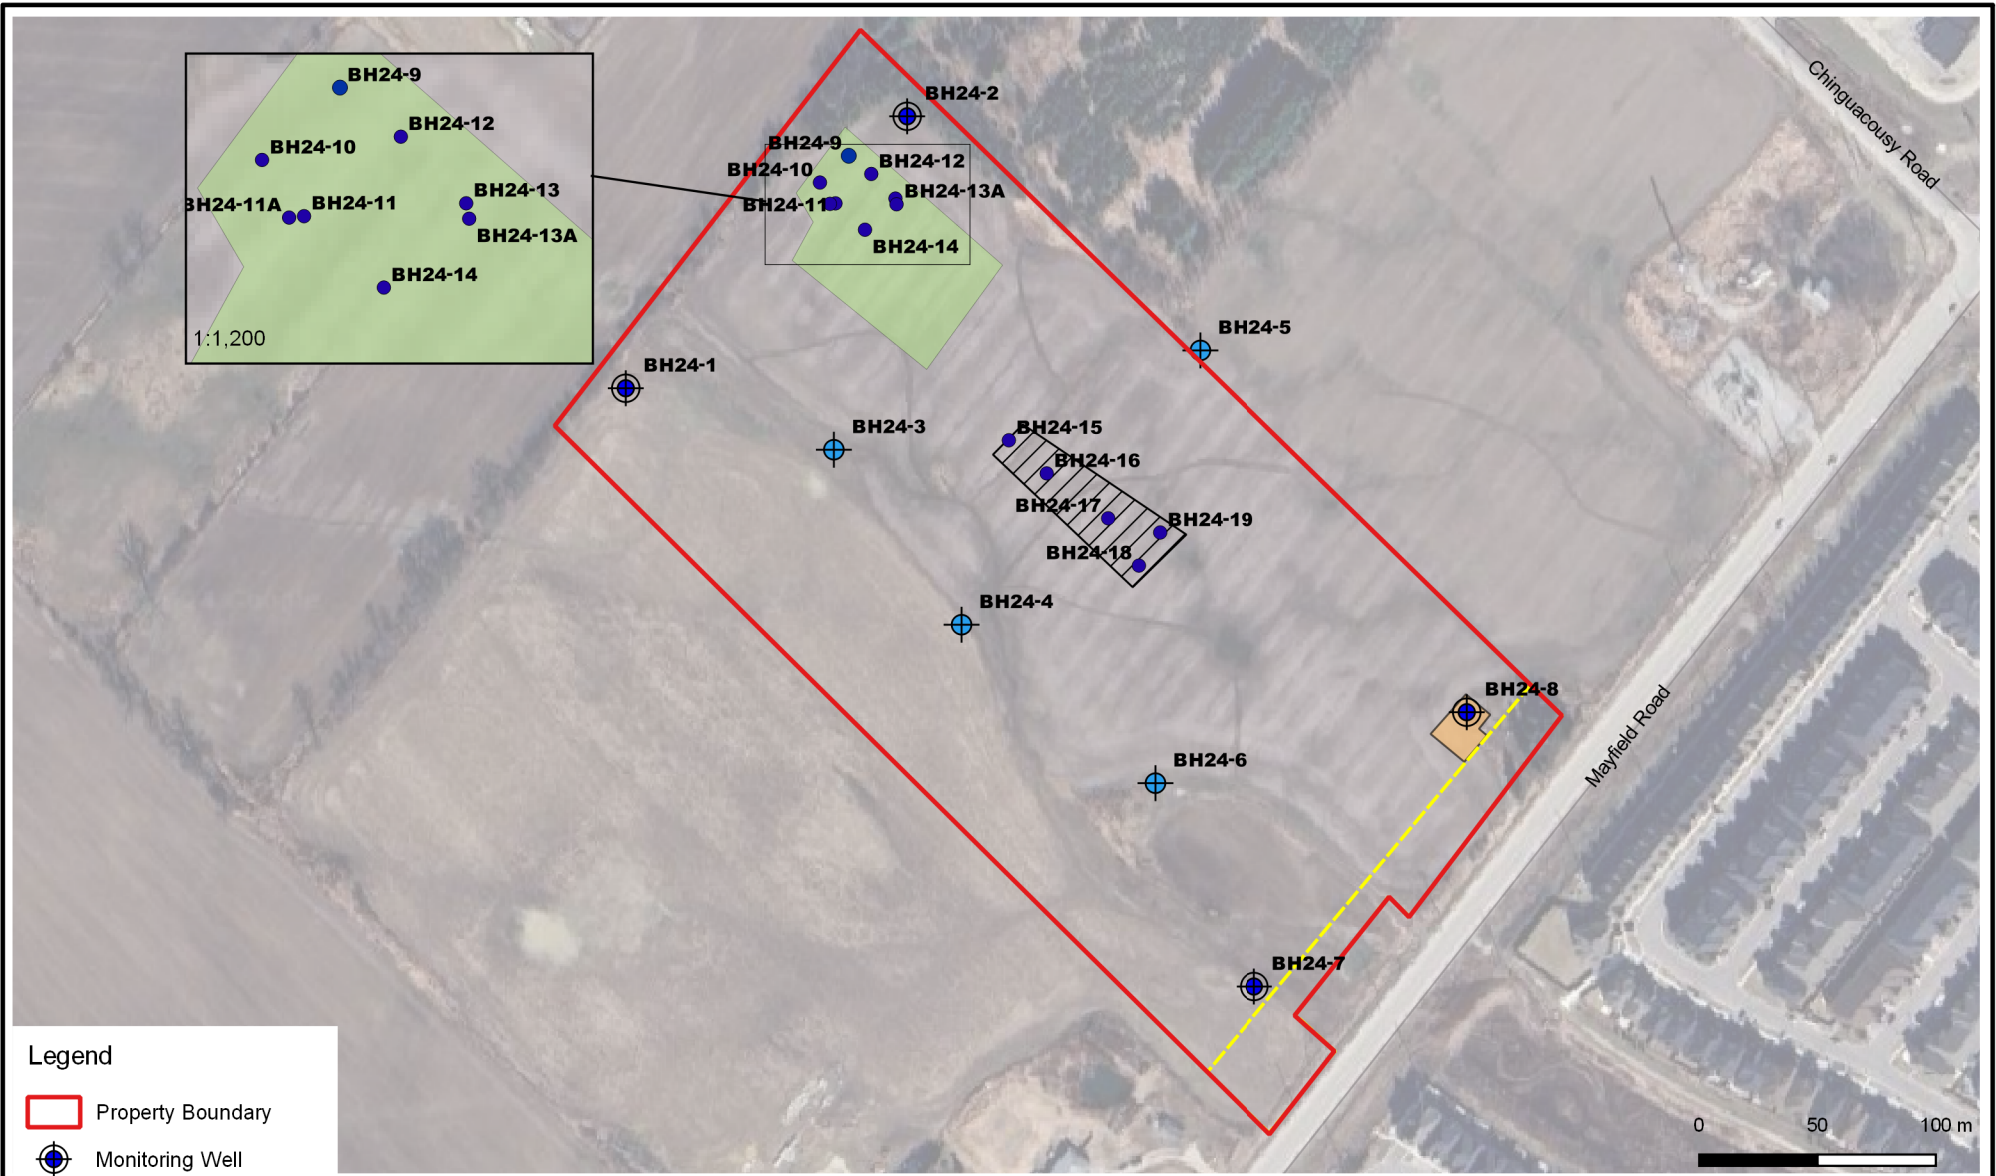 BH24-9
BH24-12
BH24-10
BH24-11A
BH24-11
BH24-13
BH24-13A
BH24-14
1:1,200
BH24-2
BH24-9
BH24-12
BH24-10
BH24-13A
BH24-11
BH24-14
Chinguacousy Road
BH24-5
BH24-1
BH24-3
BH24-15
BH24-16
BH24-17
BH24-19
BH24-18
BH24-4
BH24-8
Mayfield Road
BH24-6
BH24-7
Legend
Property Boundary
Monitoring Well
0 50 100 m